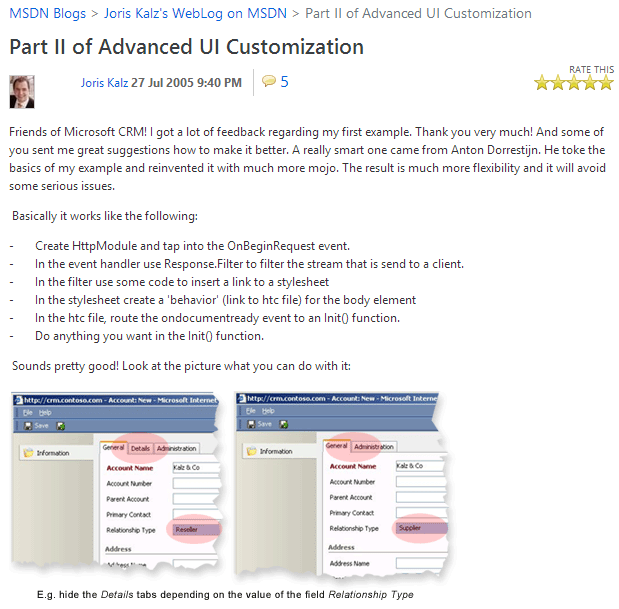 MSDN Blogs > Joris Kalz's WebLog on MSDN > Part II of Advanced UI Customization
Part II of Advanced UI Customization
RATE THIS
Joris Kalz 27 Jul 2005 9:40 PM
5
Friends of Microsoft CRM! I got a lot of feedback regarding my first example. Thank you very much! And some of
you sent me great suggestions how to make it better. A really smart one came from Anton Dorrestijn. He toke the
basics of my example and reinvented it with much more mojo. The result is much more flexibility and it will avoid
some serious issues.
Basically it works like the following:
- Create HttpModule and tap into the OnBeginRequest event.
- In the event handler use Response.Filter to filter the stream that is send to a client.
- In the filter use some code to insert a link to a stylesheet
- In the stylesheet create a 'behavior' (link to htc file) for the body element
- In the htc file, route the ondocumentready event to an Init() function.
- Do anything you want in the Init() function.
Sounds pretty good! Look at the picture what you can do with it:
http://crm.contoso.com - Account: New - Microsoft Internet
File Help
Save
Information
General Details Administration
Account Name Kalz & Co
Account Number
Parent Account
Primary Contact
Relationship Type Reseller
Address
Address Name
http://crm.contoso.com - Account: New - Microsoft Interne
File Help
Save
Information
General Administration
Account Name Kalz & Co
Account Number
Parent Account
Primary Contact
Relationship Type Supplier
Address
Address Name
E.g. hide the Details tabs depending on the value of the field Relationship Type